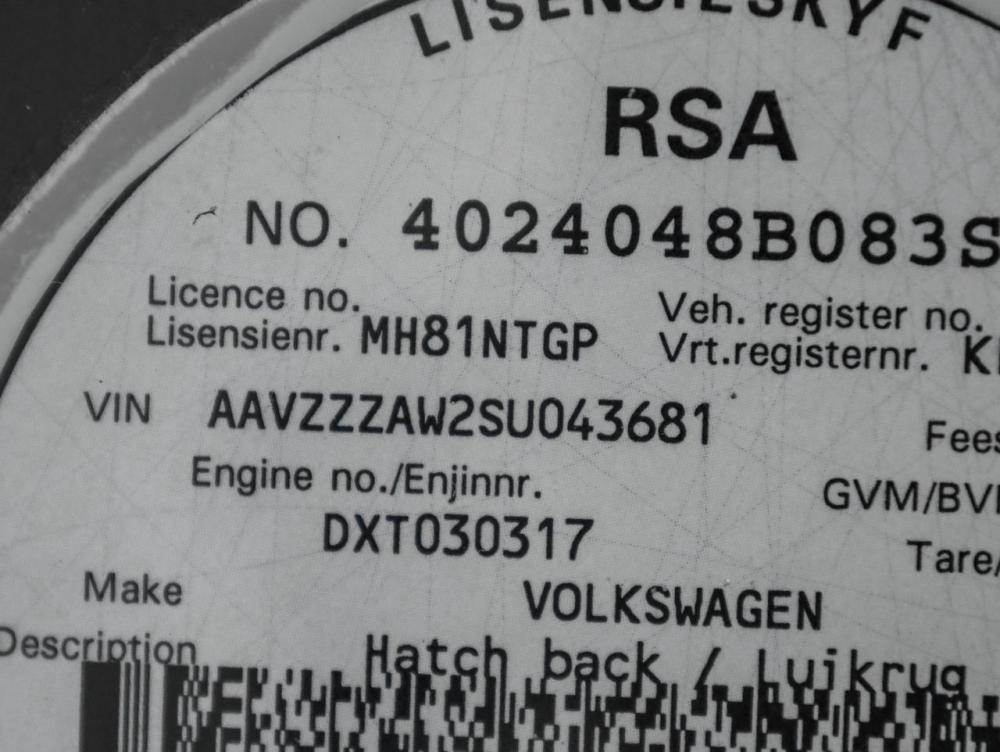 LISENSIESKYF
RSA
NO. 4024048B083S
Licence no.
Lisensienr. MH81NTGP
Veh. register no.
Vrt.registernr. K
VIN AAVZZZAW2SU043681
Fees
Engine no./Enjinnr.
DXT030317
GVM/BV
Tare/
Make VOLKSWAGEN
Description Hatch back / Luikrug